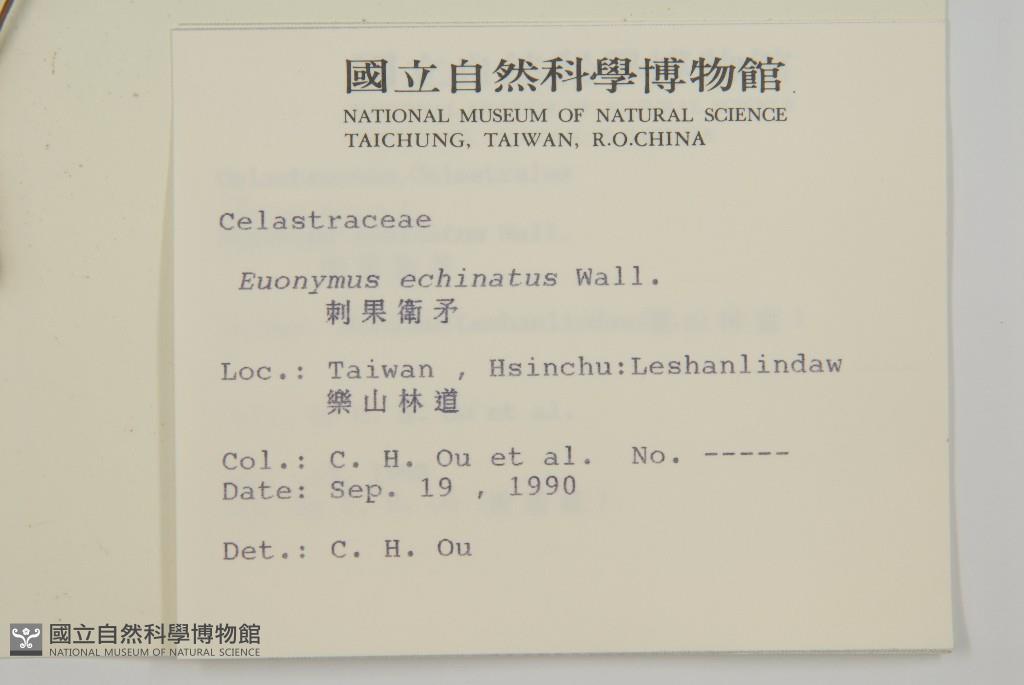 國立自然科學博物館
NATIONAL MUSEUM OF NATURAL SCIENCE
TAICHUNG, TAIWAN, R.O.CHINA
Celastraceae
Euonymus echinatus Wall.
刺果衛矛
Loc.: Taiwan , Hsinchu:Leshanlindaw
樂山林道
Col.: C. H. Ou et al. No. -----
Date: Sep. 19 , 1990
Det.: C. H. Ou
國立自然科學博物館
NATIONAL MUSEUM OF NATURAL SCIENCE